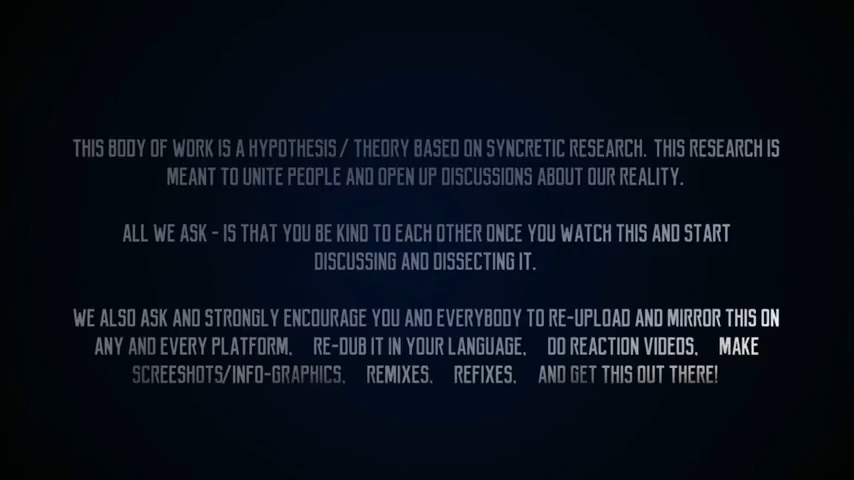 THIS BODY OF WORK IS A HYPOTHESIS / THEORY BASED ON SYNCRETIC RESEARCH. THIS RESEARCH IS
MEANT TO UNITE PEOPLE AND OPEN UP DISCUSSIONS ABOUT OUR REALITY.
ALL WE ASK - IS THAT YOU BE KIND TO EACH OTHER ONCE YOU WATCH THIS AND START
DISCUSSING AND DISSECTING IT.
WE ALSO ASK AND STRONGLY ENCOURAGE YOU AND EVERYBODY TO RE-UPLOAD AND MIRROR THIS ON
ANY AND EVERY PLATFORM. RE-DUB IT IN YOUR LANGUAGE. DO REACTION VIDEOS. MAKE
SCREESHOTS/INFO-GRAPHICS. REMIXES. REFIXES. AND GET THIS OUT THERE!